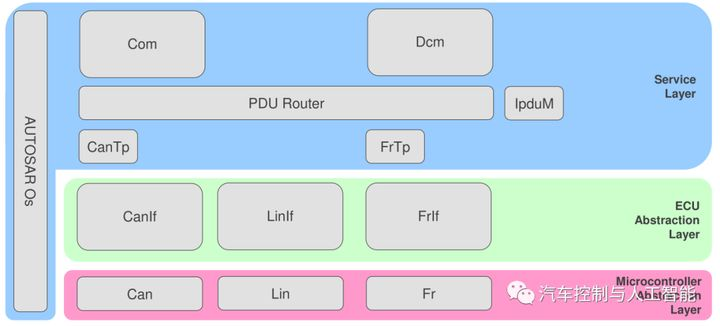 Com
Dcm
PDU Router
IpduM
Service
Layer
CanTp
FrTp
AUTOSAR Os
CanIf
LinIf
FrIf
ECU
Abstraction
Layer
Can
Lin
Fr
Microcontroller
Abstraction
Layer
汽车控制与人工智能